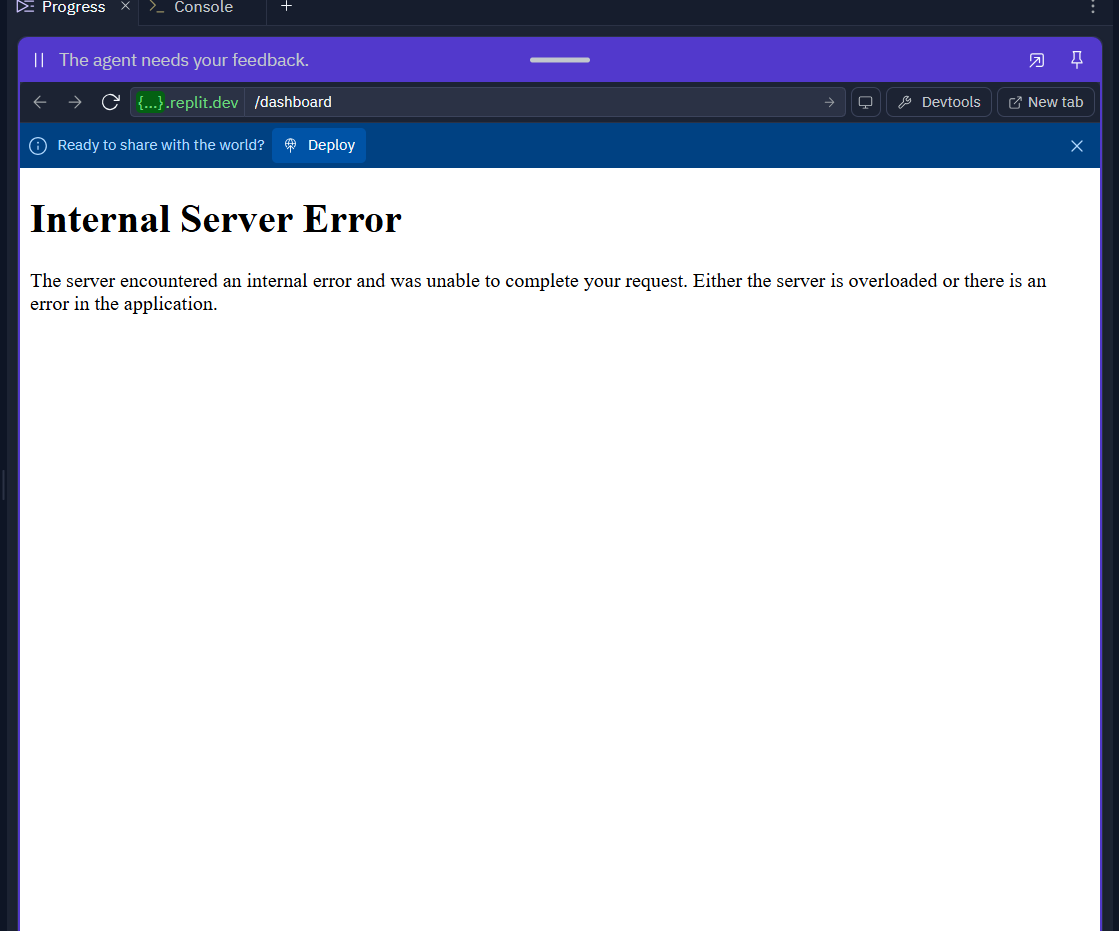 Progress Console
The agent needs your feedback.
{...}.replit.dev /dashboard Devtools New tab
Ready to share with the world? Deploy
Internal Server Error
The server encountered an internal error and was unable to complete your request. Either the server is overloaded or there is an
error in the application.